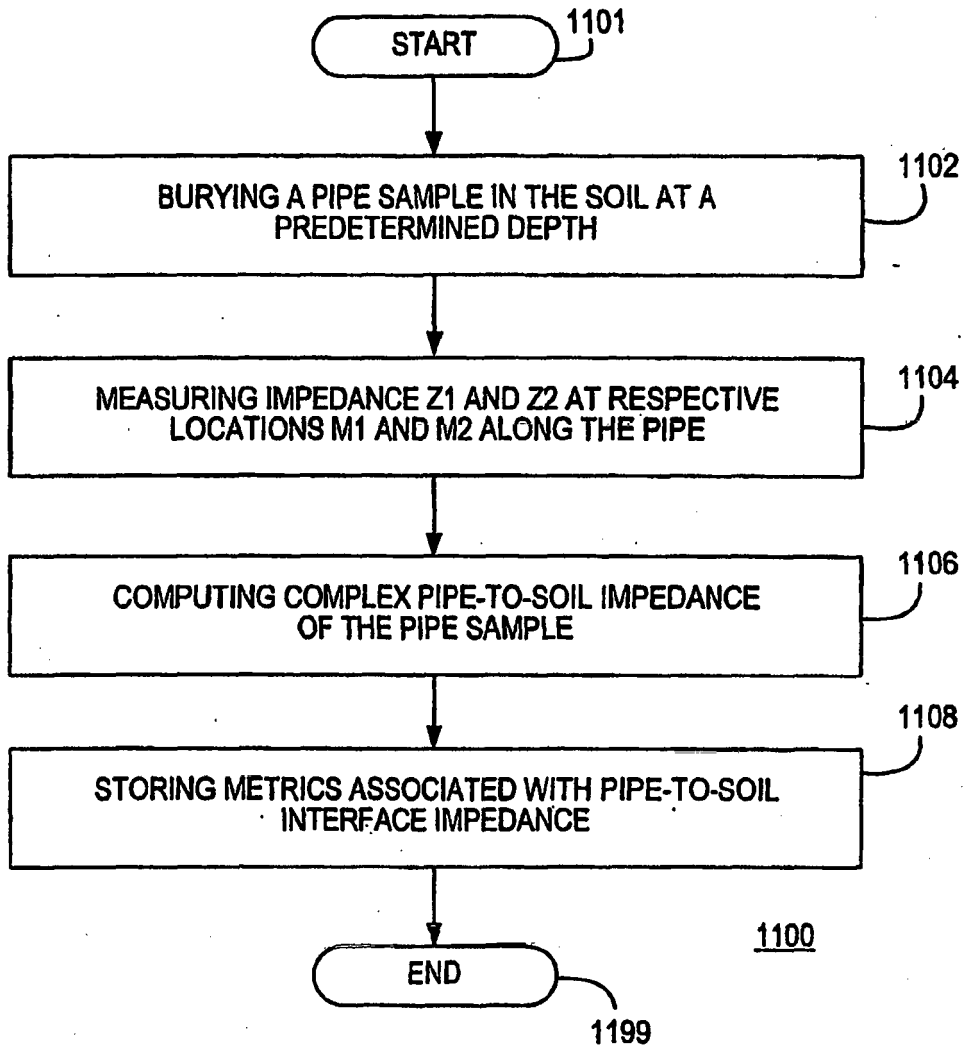 1101
START
1102
BURYING A PIPE SAMPLE IN THE SOIL AT A
PREDETERMINED DEPTH
1104
MEASURING IMPEDANCE Z1 AND Z2 AT RESPECTIVE
LOCATIONS M1 AND M2 ALONG THE PIPE
1106
COMPUTING COMPLEX PIPE-TO-SOIL IMPEDANCE
OF THE PIPE SAMPLE
1108
STORING METRICS ASSOCIATED WITH PIPE-TO-SOIL
INTERFACE IMPEDANCE
1100
END
1199